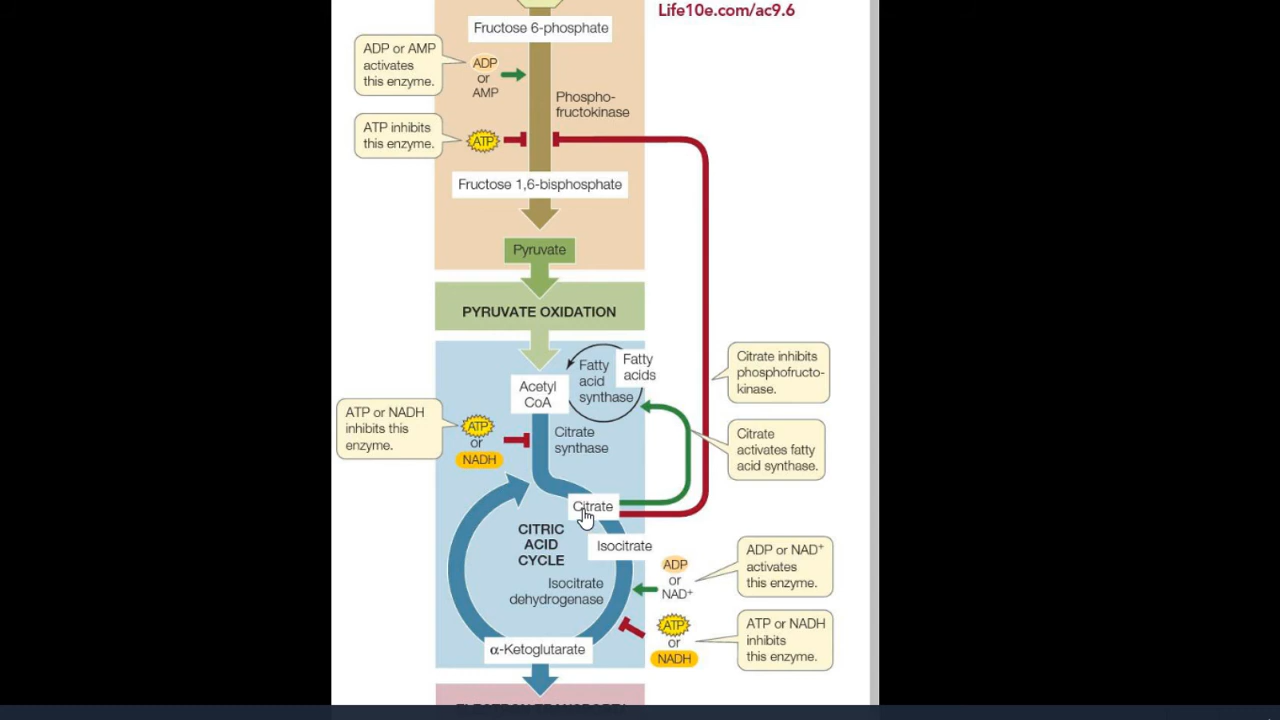 Life10e.com/ac9.6
Fructose 6-phosphate
ADP or AMP
activates
this enzyme.
ADP
or
AMP
Phospho-
fructokinase
ATP inhibits
this enzyme.
ATP
Fructose 1,6-bisphosphate
Pyruvate
PYRUVATE OXIDATION
Fatty
acids
Fatty
acid
synthase
Acetyl
CoA
Citrate inhibits
phosphofructo-
kinase.
ATP or NADH
inhibits this
enzyme.
ATP
or
NADH
Citrate
synthase
Citrate
activates fatty
acid synthase.
Citrate
CITRIC
ACID
CYCLE
Isocitrate
Isocitrate
dehydrogenase
ADP
or
NAD⁺
ADP or NAD⁺
activates
this enzyme.
ATP
or
NADH
ATP or NADH
inhibits
this enzyme.
α-Ketoglutarate